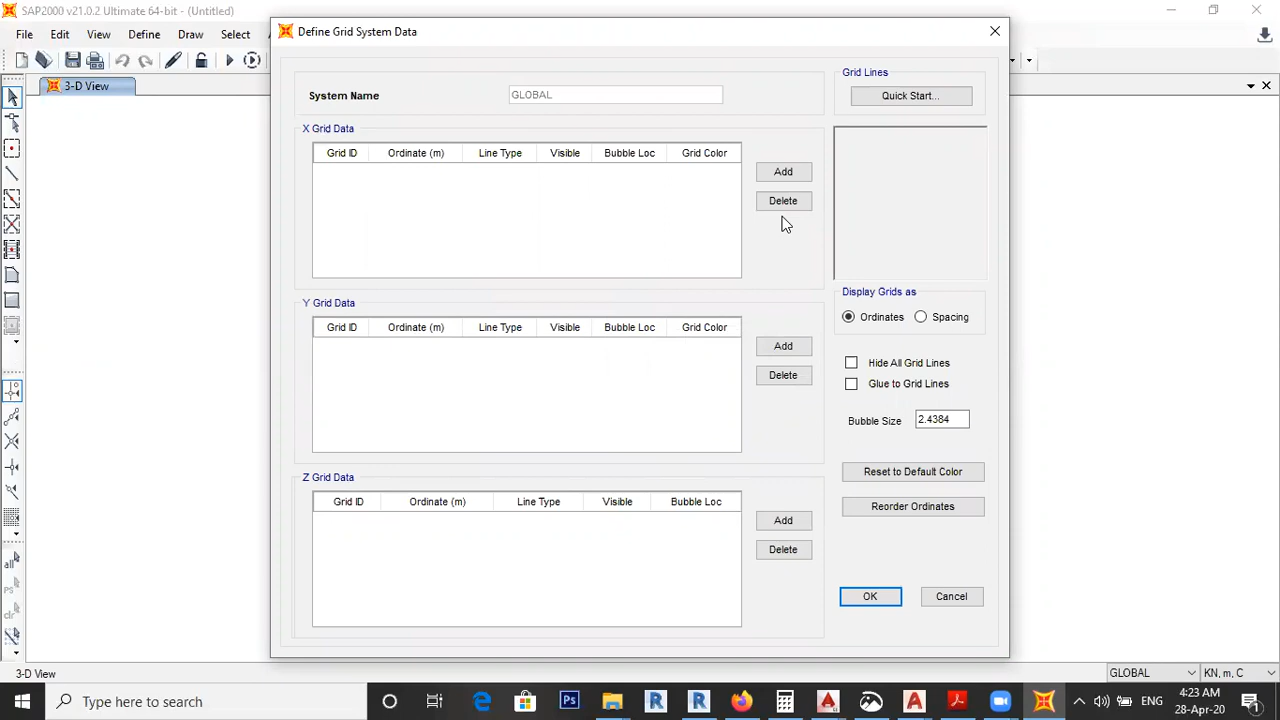 SAP2000 v21.0.2 Ultimate 64-bit - (Untitled)
File Edit View Define Draw Select
3-D View
Define Grid System Data
System Name GLOBAL
Grid Lines
Quick Start...
X Grid Data
Grid ID Ordinate (m) Line Type Visible Bubble Loc Grid Color
Add
Delete
Y Grid Data
Grid ID Ordinate (m) Line Type Visible Bubble Loc Grid Color
Add
Delete
Z Grid Data
Grid ID Ordinate (m) Line Type Visible Bubble Loc
Add
Delete
Display Grids as
Ordinates Spacing
Hide All Grid Lines
Glue to Grid Lines
Bubble Size 2.4384
Reset to Default Color
Reorder Ordinates
OK Cancel
all
ps
clr
3-D View GLOBAL KN, m, C
Type here to search
Ps R R A A
ENG
4:23 AM
28-Apr-20
1